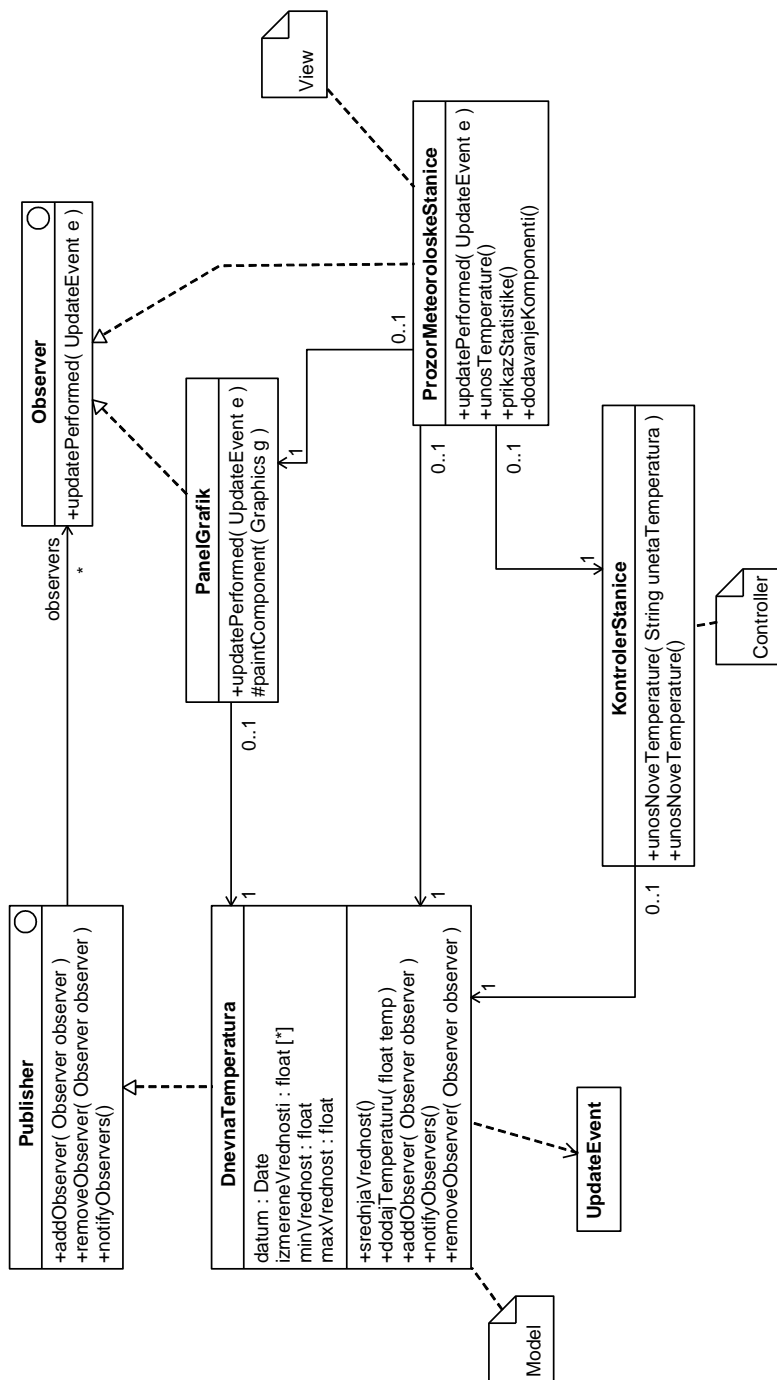 Publisher
+addObserver( Observer observer )
+removeObserver( Observer observer )
+notifyObservers()
observers
*
Observer
+updatePerformed( UpdateEvent e )
DnevnaTemperatura
datum : Date
izmereneVrednosti : float [*]
minVrednost : float
maxVrednost : float
+srednjaVrednost()
+dodajTemperaturu( float temp )
+addObserver( Observer observer )
+notifyObservers()
+removeObserver( Observer observer )
1
0..1
PanelGrafik
+updatePerformed( UpdateEvent e )
#paintComponent( Graphics g )
1
0..1
View
1
0..1
ProzorMeteoroloskeStanice
+updatePerformed( UpdateEvent e )
+unosTemperature()
+prikazStatistike()
+dodavanjeKomponenti()
0..1
1
1
0..1
KontrolerStanice
+unosNoveTemperature( String unetaTemperatura )
+unosNoveTemperature()
Controller
UpdateEvent
Model